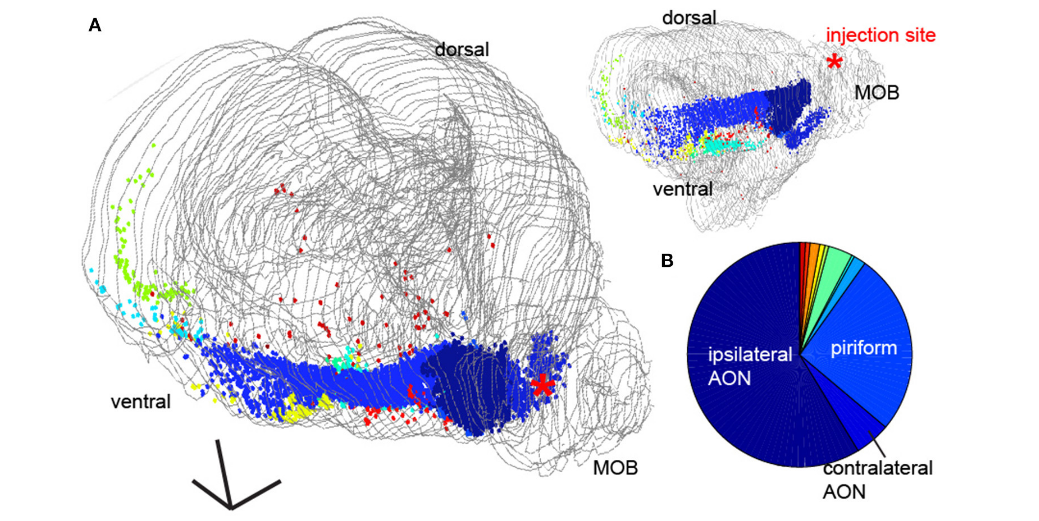 A
dorsal
ventral
MOB
dorsal
injection site
MOB
ventral
B
ipsilateral
AON
piriform
contralateral
AON